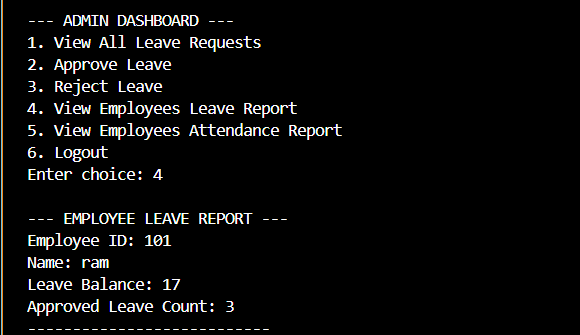 --- ADMIN DASHBOARD ---
1. View All Leave Requests
2. Approve Leave
3. Reject Leave
4. View Employees Leave Report
5. View Employees Attendance Report
6. Logout
Enter choice: 4
--- EMPLOYEE LEAVE REPORT ---
Employee ID: 101
Name: ram
Leave Balance: 17
Approved Leave Count: 3
---------------------------